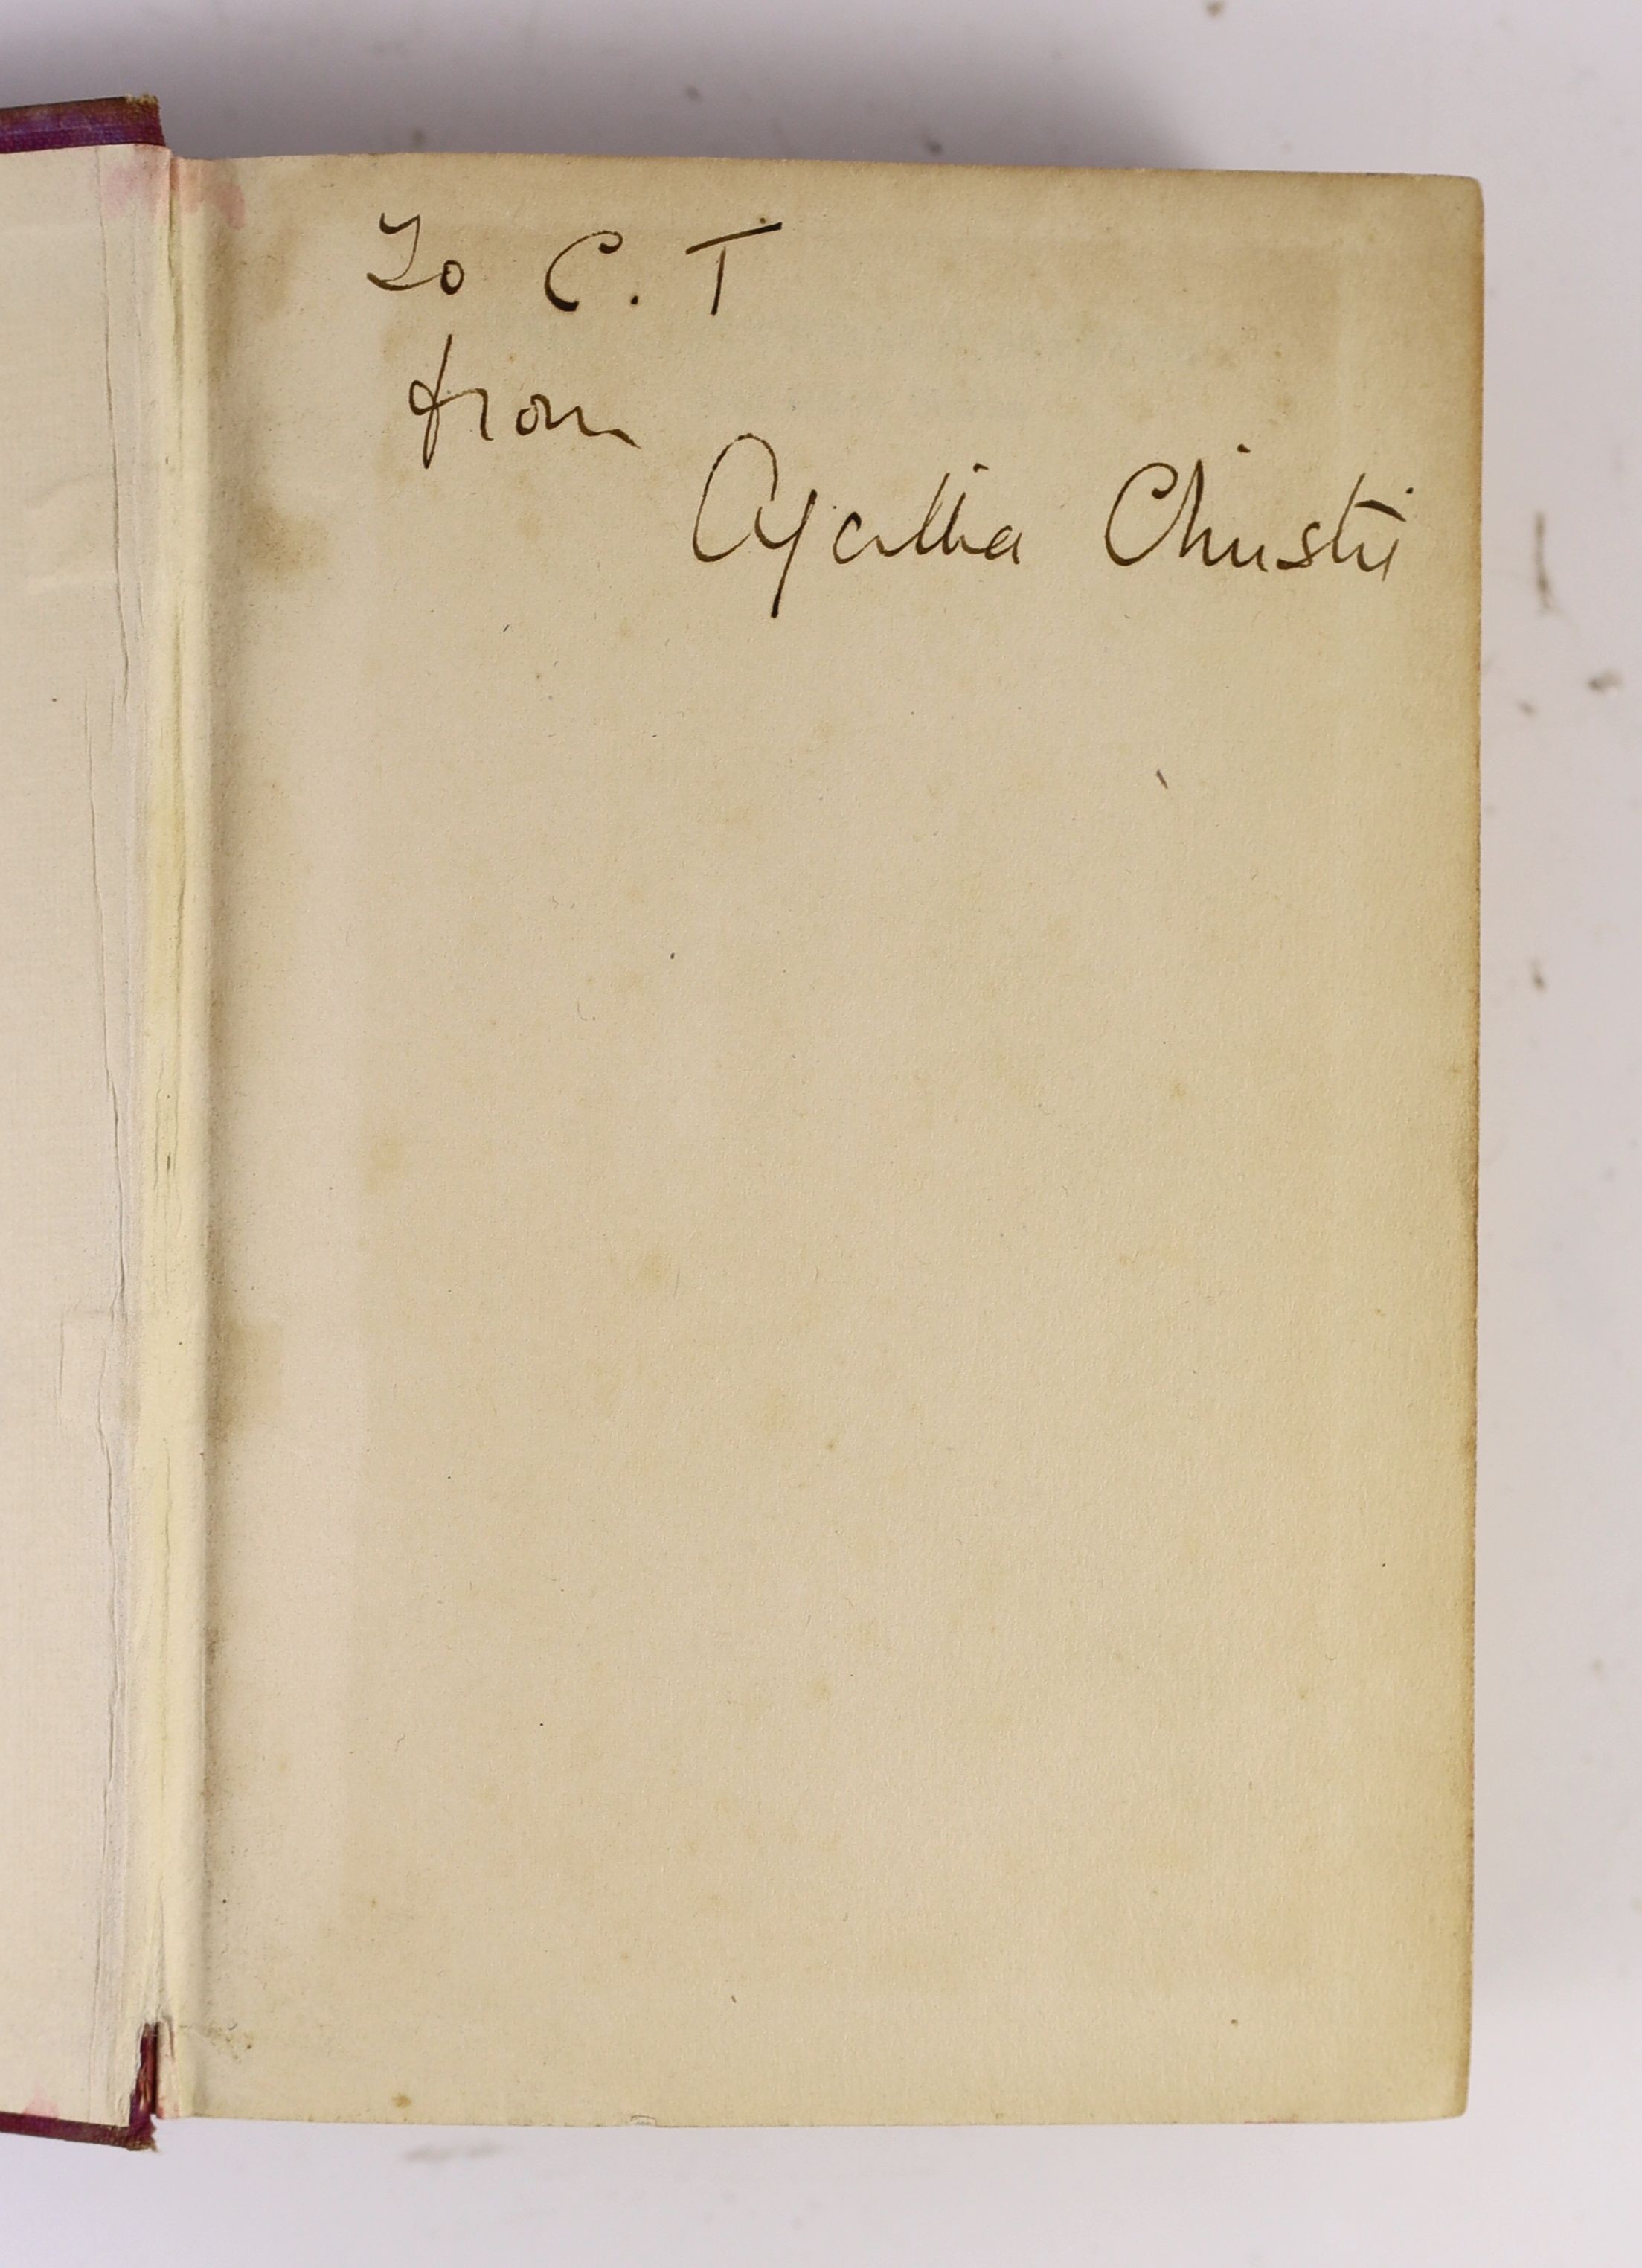 To C. T
from
Agatha Christie